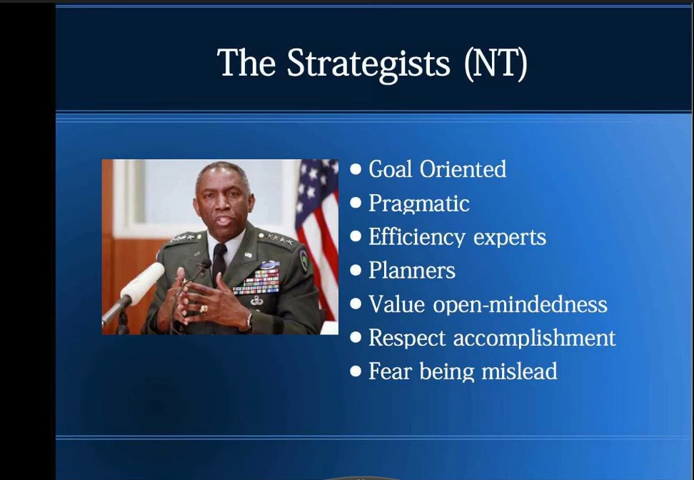 The Strategists (NT)
Goal Oriented
Pragmatic
Efficiency experts
Planners
Value open-mindedness
Respect accomplishment
Fear being mislead